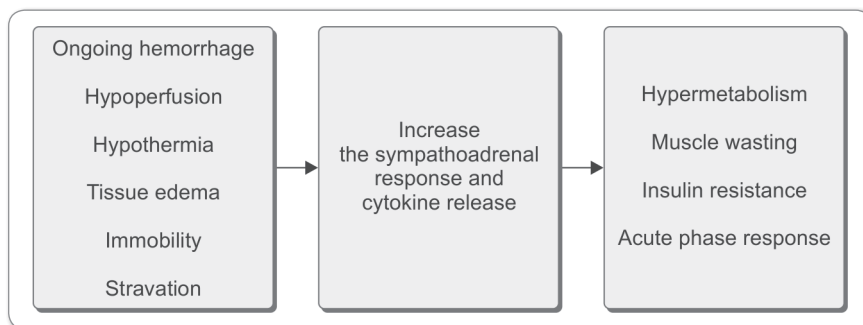 Ongoing hemorrhage
Hypoperfusion
Hypothermia
Tissue edema
Immobility
Stravation
Increase
the sympathoadrenal
response and
cytokine release
Hypermetabolism
Muscle wasting
Insulin resistance
Acute phase response